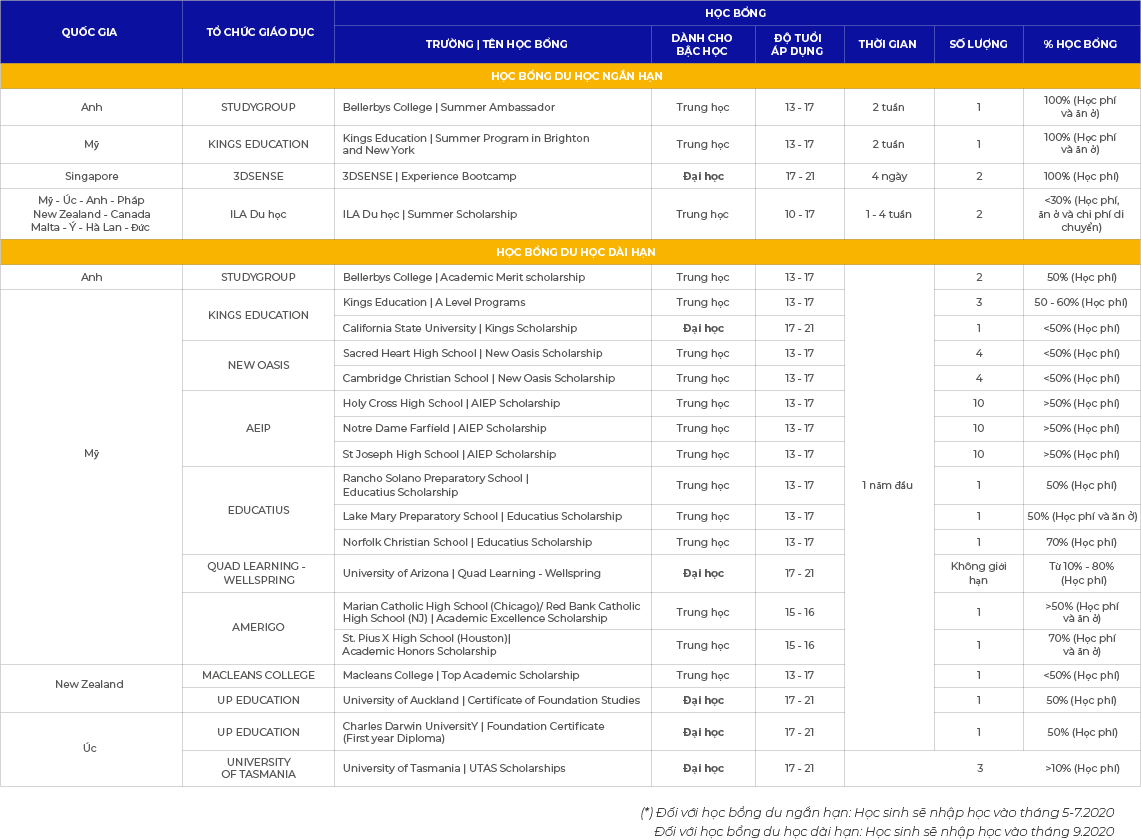 QUỐC GIA
TỔ CHỨC GIÁO DỤC
HỌC BỔNG
TRƯỜNG | TÊN HỌC BỔNG
DÀNH CHO
BẬC HỌC
ĐỘ TUỔI
ÁP DỤNG
THỜI GIAN
SỐ LƯỢNG
% HỌC BỔNG
HỌC BỔNG DU HỌC NGẮN HẠN
Anh
STUDYGROUP
Bellerbys College | Summer Ambassador
Trung học
13 - 17
2 tuần
1
100% (Học phí
và ăn ở)
Mỹ
KINGS EDUCATION
Kings Education | Summer Program in Brighton
and New York
Trung học
13 - 17
2 tuần
1
100% (Học phí
và ăn ở)
Singapore
3DSENSE
3DSENSE | Experience Bootcamp
Đại học
17 - 21
4 ngày
2
100% (Học phí)
Mỹ - Úc - Anh - Pháp
New Zealand - Canada
Malta - Ý - Hà Lan - Đức
ILA Du học
ILA Du học | Summer Scholarship
Trung học
10 - 17
1 - 4 tuần
2
<30% (Học phí,
ăn ở và chi phí di
chuyển)
HỌC BỔNG DU HỌC DÀI HẠN
Anh
STUDYGROUP
Bellerbys College | Academic Merit scholarship
Trung học
13 - 17
1 năm đầu
2
50% (Học phí)
Mỹ
KINGS EDUCATION
Kings Education | A Level Programs
Trung học
13 - 17
3
50 - 60% (Học phí)
California State University | Kings Scholarship
Đại học
17 - 21
1
<50% (Học phí)
NEW OASIS
Sacred Heart High School | New Oasis Scholarship
Trung học
13 - 17
4
<50% (Học phí)
Cambridge Christian School | New Oasis Scholarship
Trung học
13 - 17
4
<50% (Học phí)
AEIP
Holy Cross High School | AIEP Scholarship
Trung học
13 - 17
10
>50% (Học phí)
Notre Dame Farfield | AIEP Scholarship
Trung học
13 - 17
10
>50% (Học phí)
St Joseph High School | AIEP Scholarship
Trung học
13 - 17
10
>50% (Học phí)
EDUCATIUS
Rancho Solano Preparatory School |
Educatius Scholarship
Trung học
13 - 17
1
50% (Học phí)
Lake Mary Preparatory School | Educatius Scholarship
Trung học
13 - 17
1
50% (Học phí và ăn ở)
Norfolk Christian School | Educatius Scholarship
Trung học
13 - 17
1
70% (Học phí)
QUAD LEARNING -
WELLSPRING
University of Arizona | Quad Learning - Wellspring
Đại học
17 - 21
Không giới
hạn
Từ 10% - 80%
(Học phí)
AMERIGO
Marian Catholic High School (Chicago)/ Red Bank Catholic
High School (NJ) | Academic Excellence Scholarship
Trung học
15 - 16
1
>50% (Học phí
và ăn ở)
St. Pius X High School (Houston)|
Academic Honors Scholarship
Trung học
15 - 16
1
70% (Học phí
và ăn ở)
New Zealand
MACLEANS COLLEGE
Macleans College | Top Academic Scholarship
Trung học
13 - 17
1
<50% (Học phí)
UP EDUCATION
University of Auckland | Certificate of Foundation Studies
Đại học
17 - 21
1
50% (Học phí)
Úc
UP EDUCATION
Charles Darwin UniversitY | Foundation Certificate
(First year Diploma)
Đại học
17 - 21
1
50% (Học phí)
UNIVERSITY
OF TASMANIA
University of Tasmania | UTAS Scholarships
Đại học
17 - 21
3
>10% (Học phí)
(*) Đối với học bổng du ngắn hạn: Học sinh sẽ nhập học vào tháng 5-7.2020
Đối với học bổng du học dài hạn: Học sinh sẽ nhập học vào tháng 9.2020